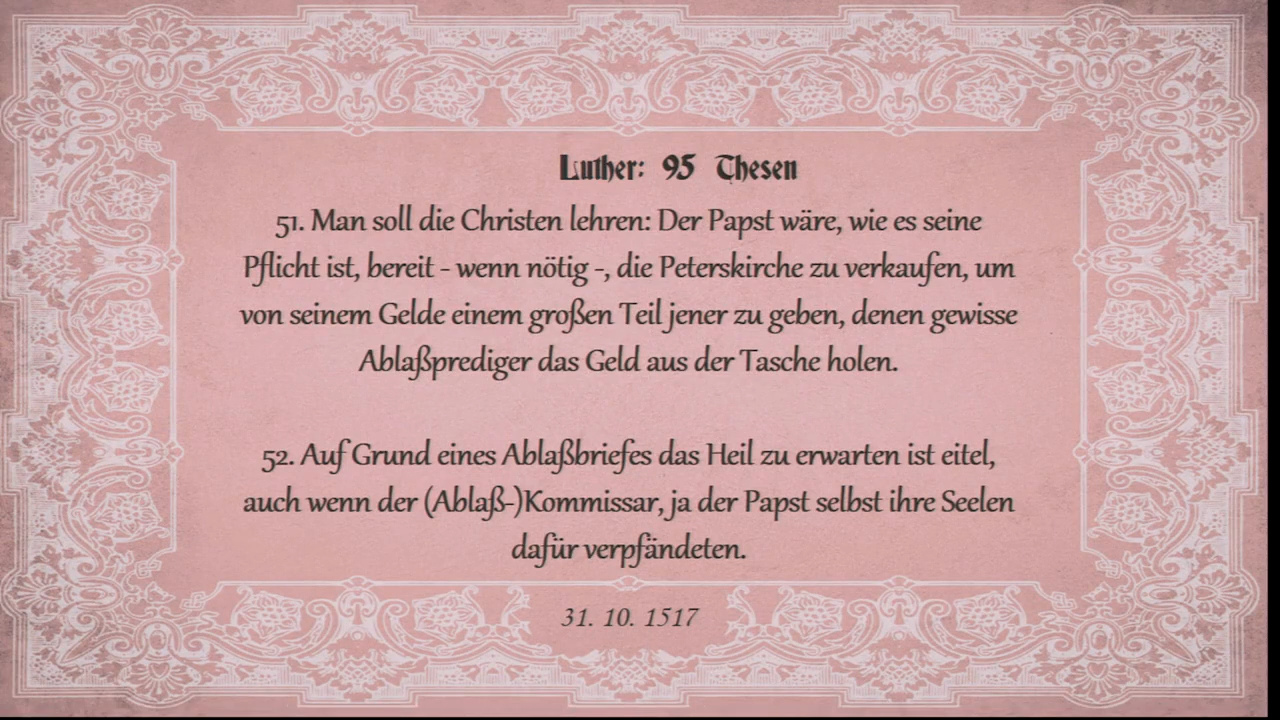 Luther: 95 Thesen
51. Man soll die Christen lehren: Der Papst wäre, wie es seine
Pflicht ist, bereit - wenn nötig -, die Peterskirche zu verkaufen, um
von seinem Gelde einem großen Teil jener zu geben, denen gewisse
Ablaßprediger das Geld aus der Tasche holen.
52. Auf Grund eines Ablaßbriefes das Heil zu erwarten ist eitel,
auch wenn der (Ablaß-)Kommissar, ja der Papst selbst ihre Seelen
dafür verpfändeten.
31. 10. 1517